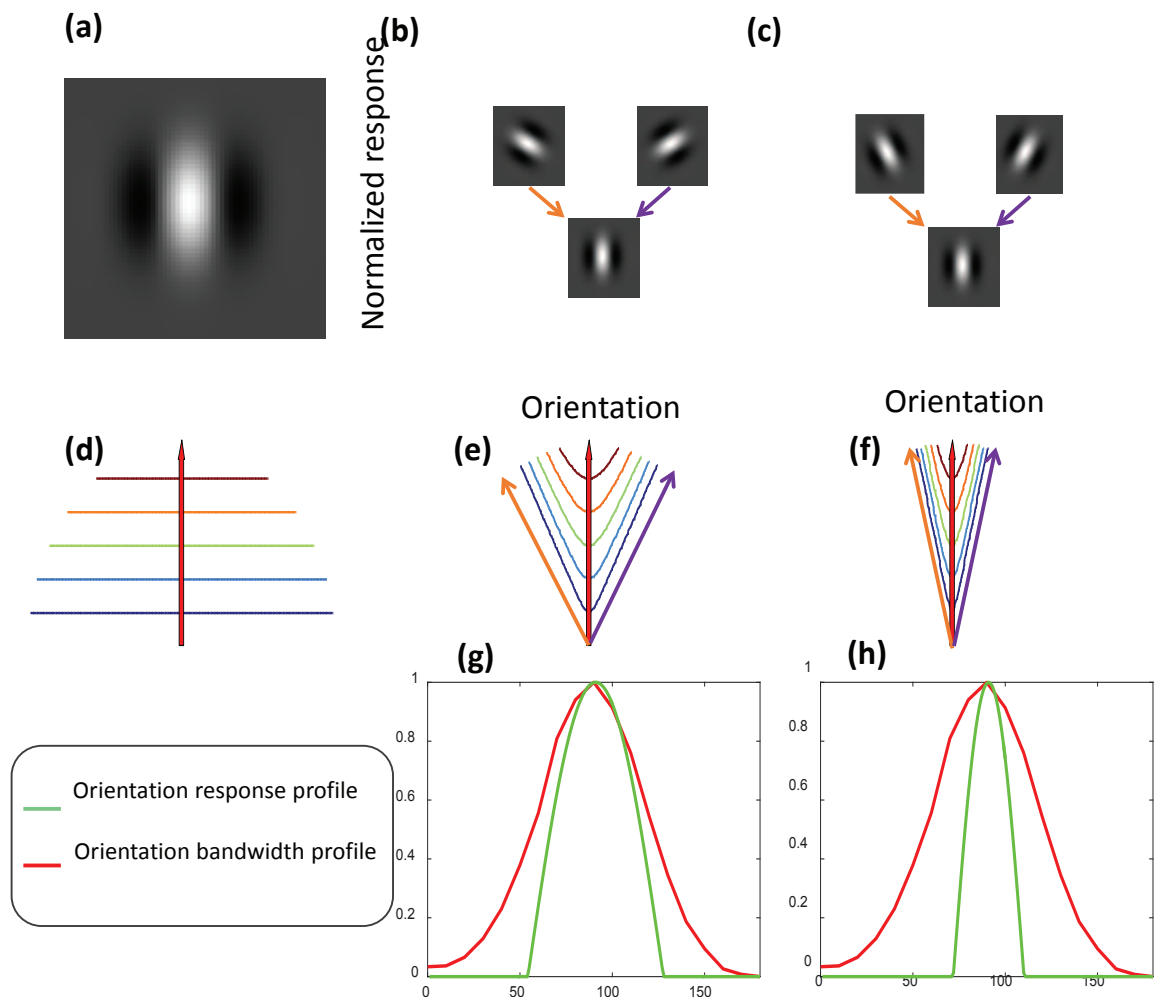 (a)
(b)
(c)
Normalized response
Orientation
Orientation
(d)
(e)
(f)
(g)
(h)
1
0.8
0.6
0.4
0.2
0
0
50
100
150
1
0.8
0.6
0.4
0.2
0
0
50
100
150
Orientation response profile
Orientation bandwidth profile